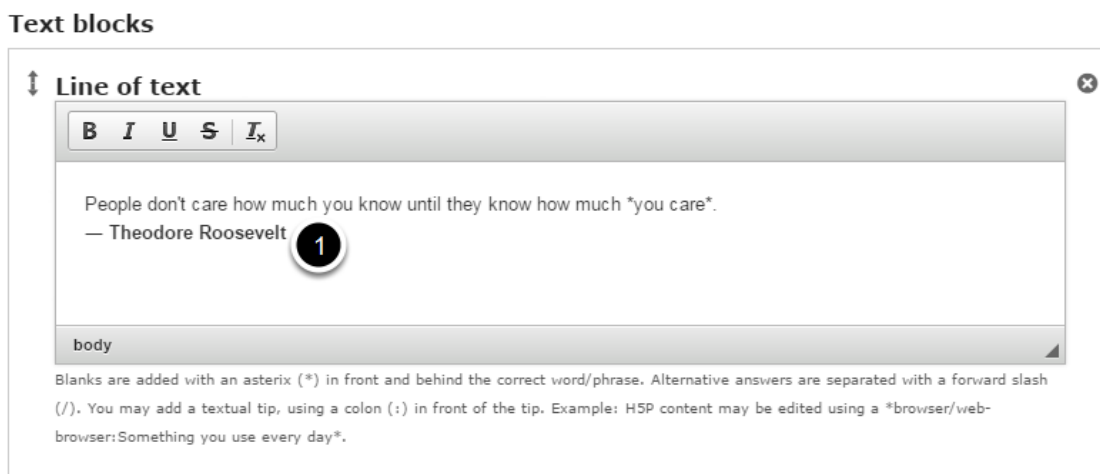 Text blocks
Line of text
B I U S Tx
People don't care how much you know until they know how much *you care*.
— Theodore Roosevelt
1
body
Blanks are added with an asterix (*) in front and behind the correct word/phrase. Alternative answers are separated with a forward slash
(/). You may add a textual tip, using a colon (:) in front of the tip. Example: H5P content may be edited using a *browser/web-
browser:Something you use every day*.